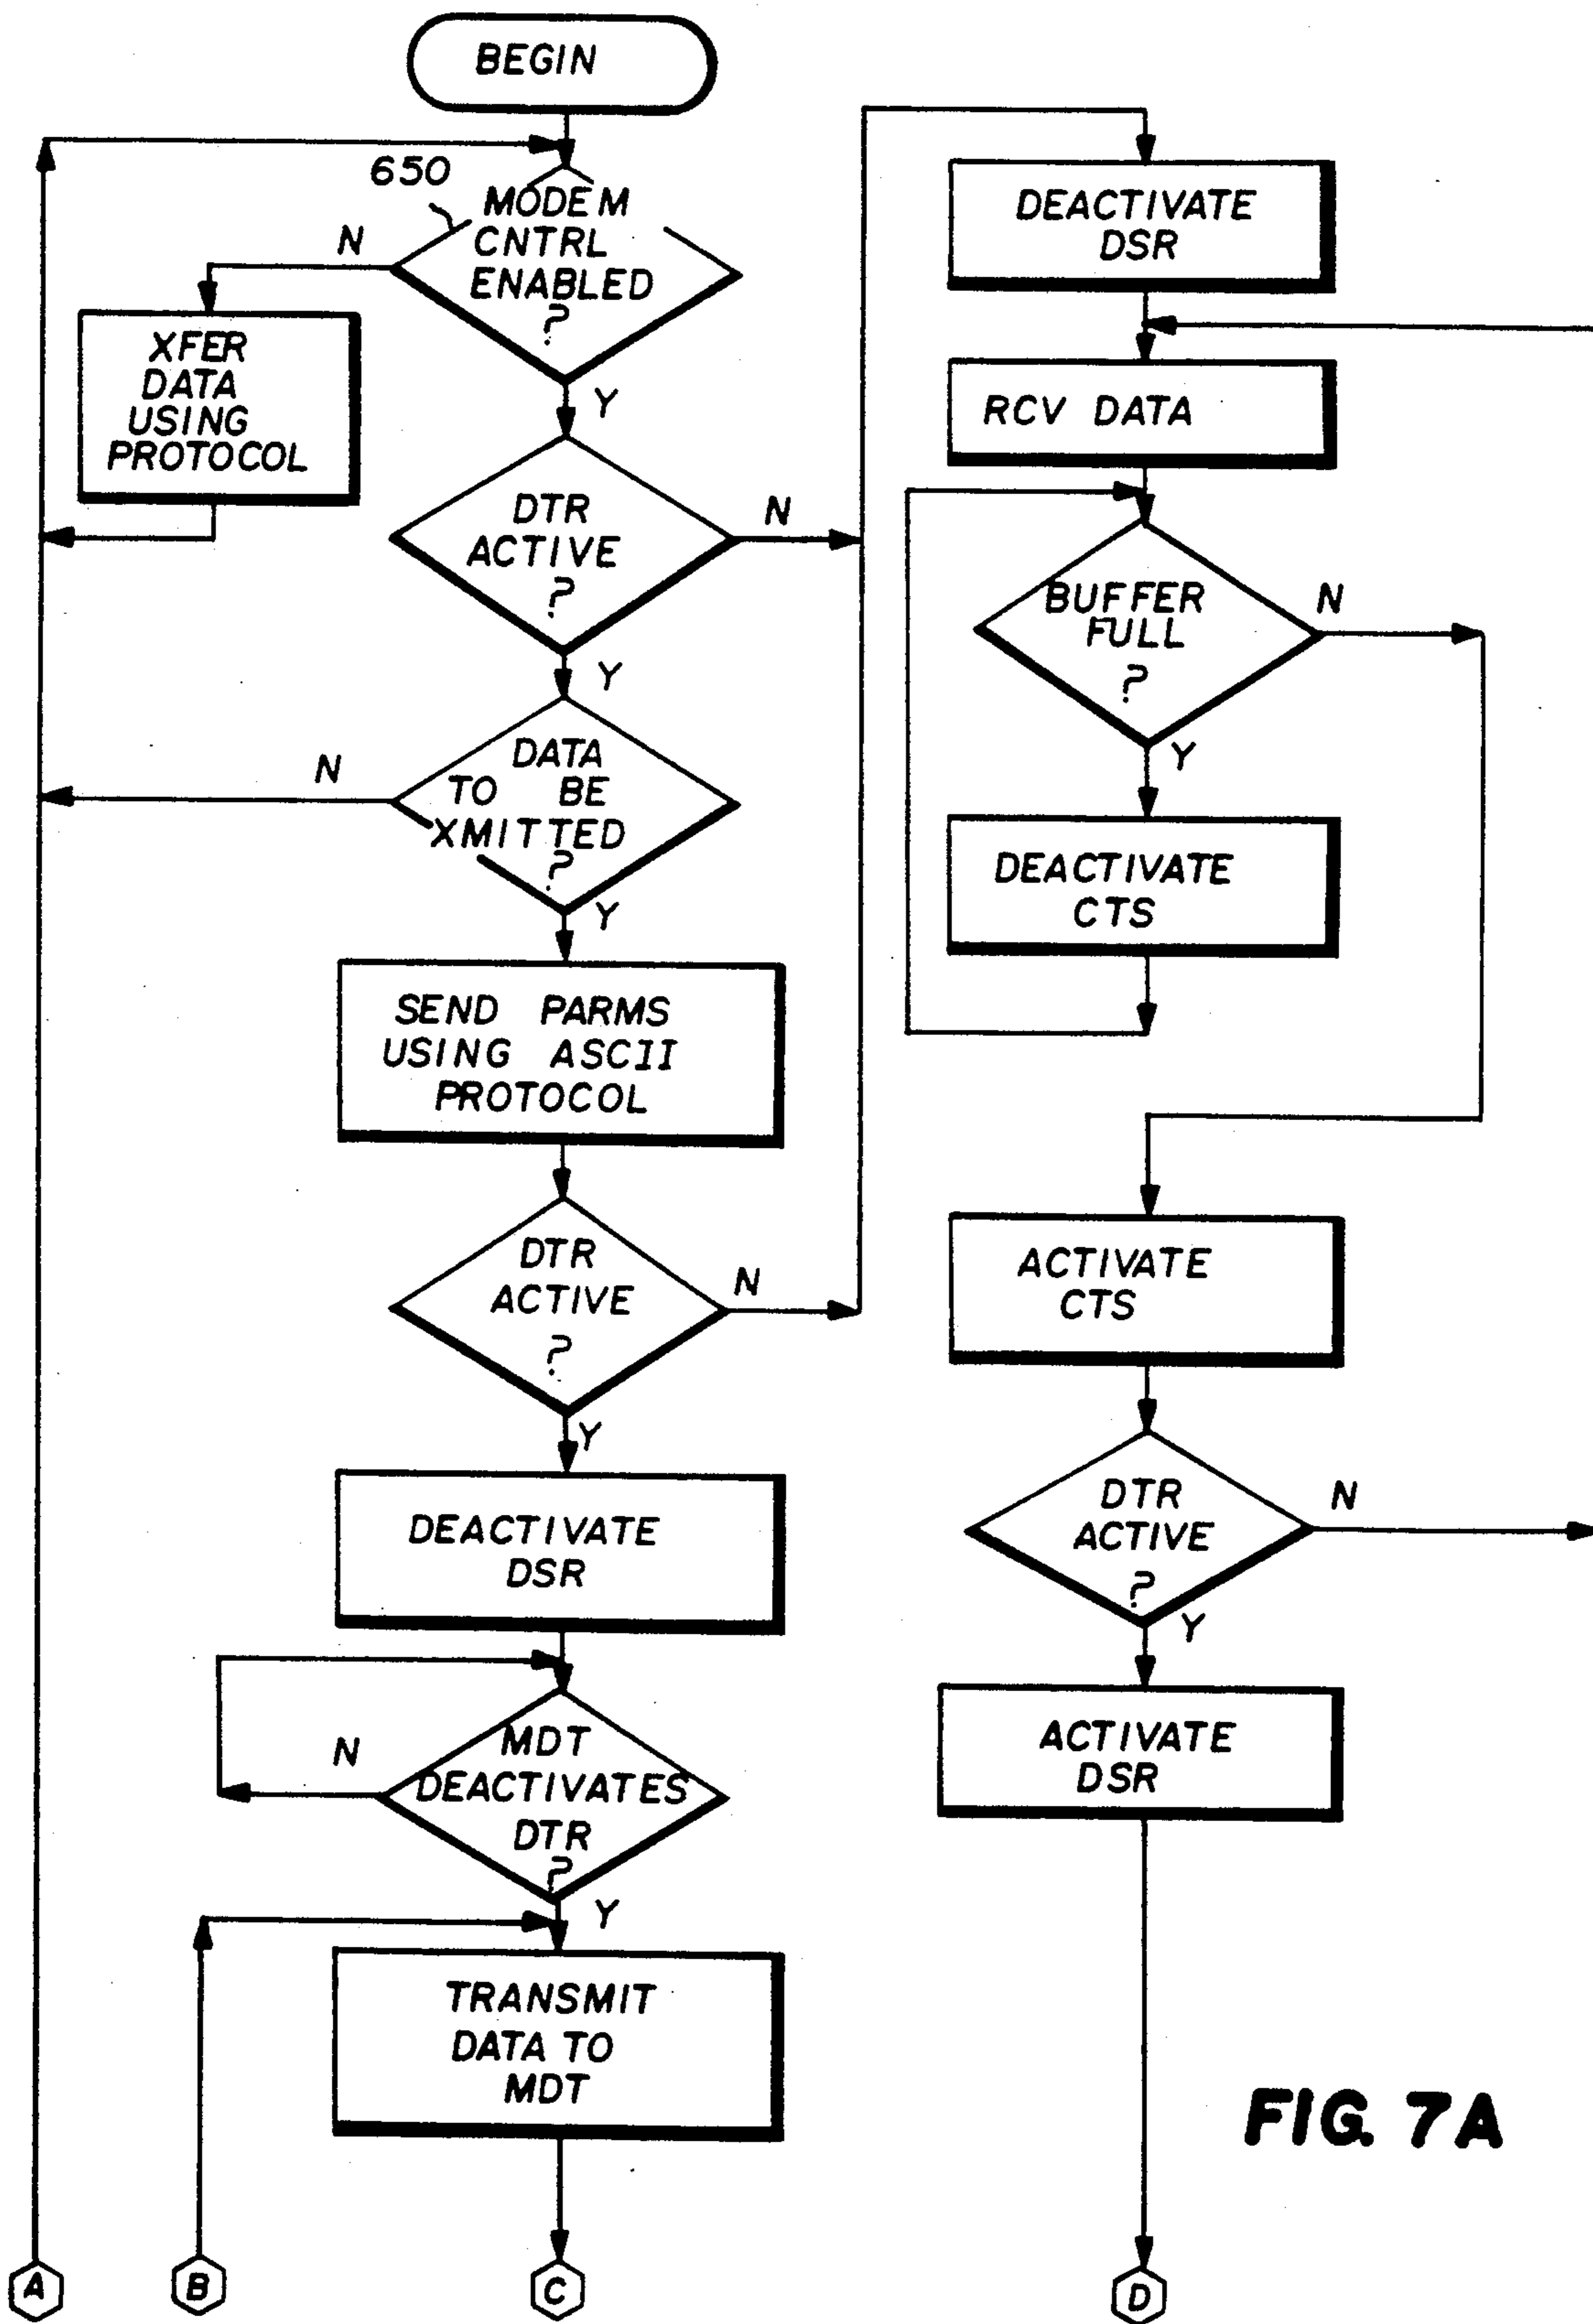 BEGIN
650
MODEM
CNTRL
ENABLED
?
N
Y
XFER
DATA
USING
PROTOCOL
DTR
ACTIVE
?
N
Y
DATA
TO BE
XMITTED
?
N
Y
SEND PARMS
USING ASCII
PROTOCOL
DTR
ACTIVE
?
N
Y
DEACTIVATE
DSR
MDT
DEACTIVATES
DTR
?
N
Y
TRANSMIT
DATA TO
MDT
A
B
C
DEACTIVATE
DSR
RCV DATA
BUFFER
FULL
?
N
Y
DEACTIVATE
CTS
ACTIVATE
CTS
DTR
ACTIVE
?
N
Y
ACTIVATE
DSR
D
FIG. 7A